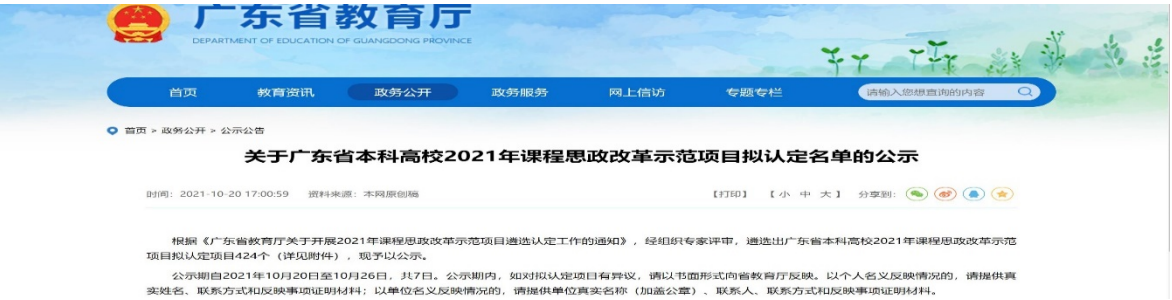 广东省教育厅
DEPARTMENT OF EDUCATION OF GUANGDONG PROVINCE
首页 教育资讯 政务公开 政务服务 网上信访 专题专栏 请输入您想查询的内容
首页 > 政务公开 > 公示公告
关于广东省本科高校2021年课程思政改革示范项目拟认定名单的公示
时间: 2021-10-20 17:00:59 资料来源: 本网原创稿 【打印】 【 小 中 大 】 分享到:
根据《广东省教育厅关于开展2021年课程思政改革示范项目遴选认定工作的通知》，经组织专家评审，遴选出广东省本科高校2021年课程思政改革示范
项目拟认定项目424个（详见附件），现予以公示。
公示期自2021年10月20日至10月26日，共7日。公示期内，如对拟认定项目有异议，请以书面形式向省教育厅反映。以个人名义反映情况的，请提供真
实姓名、联系方式和反映事项证明材料；以单位名义反映情况的，请提供单位真实名称（加盖公章）、联系人、联系方式和反映事项证明材料。